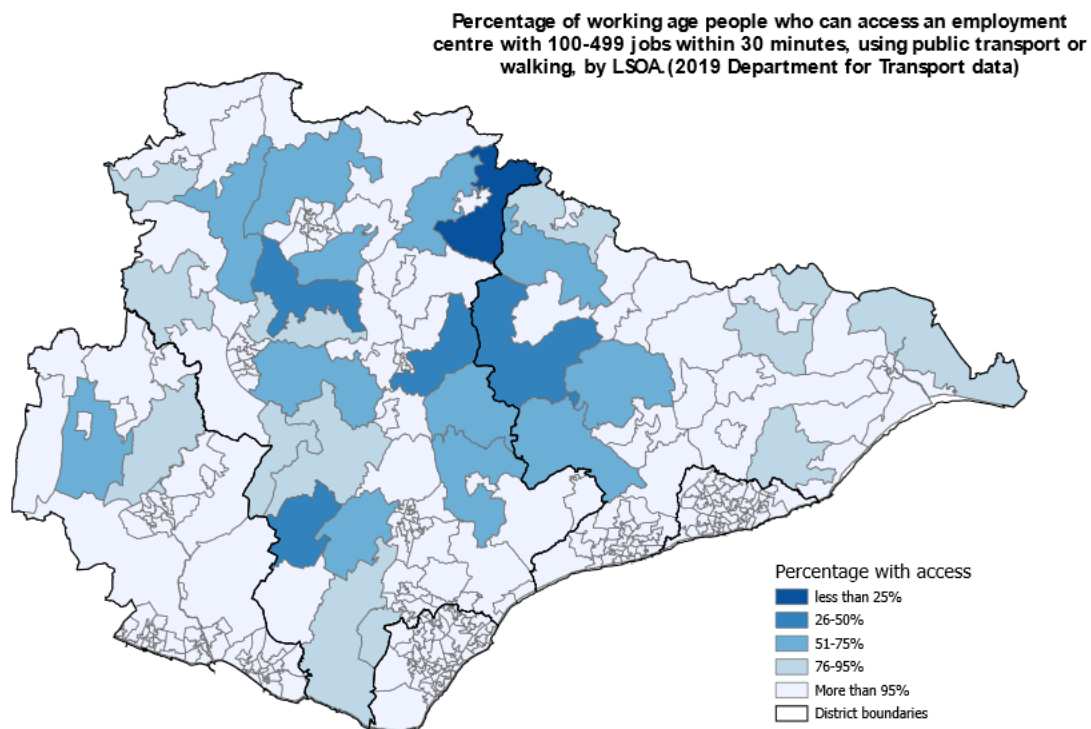 Percentage of working age people who can access an employment
centre with 100-499 jobs within 30 minutes, using public transport or
walking, by LSOA.(2019 Department for Transport data)
Percentage with access
less than 25%
26-50%
51-75%
76-95%
More than 95%
District boundaries